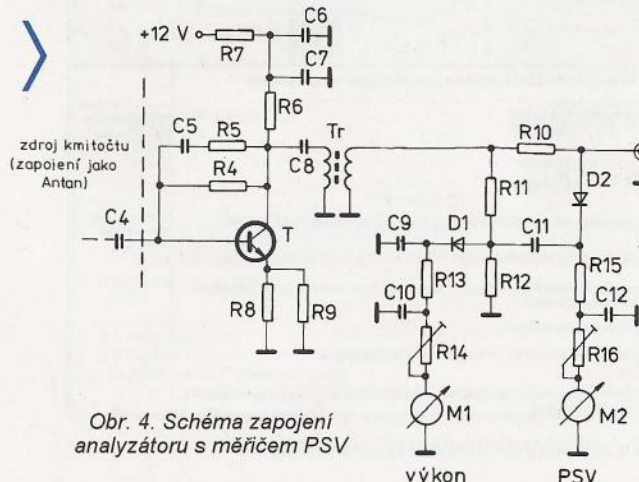 +12 V
R7
C6
C7
R6
zdroj kmitočtu
(zapojení jako
Antan)
C5
R5
R4
C8
Tr
R10
R11
D2
C4
T
C9
D1
C11
R8
R9
R13
R12
R15
C10
C12
R14
R16
M1
M2
Obr. 4. Schéma zapojení
analyzátoru s měřičem PSV
výkon
PSV